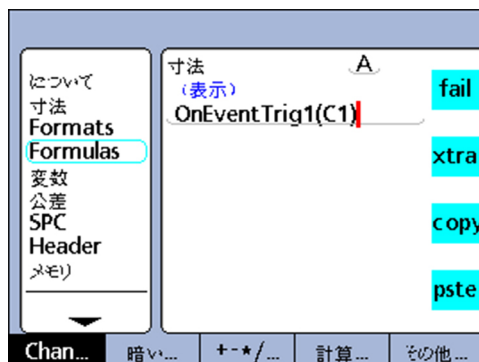 について
寸法
Formats
Formulas
変数
公差
SPC
Header
メモリ
寸法
A
(表示)
OnEventTrig1(C1)
fail
xtra
copy
pste
Chan...
暗い...
+-*/...
計算...
その他...